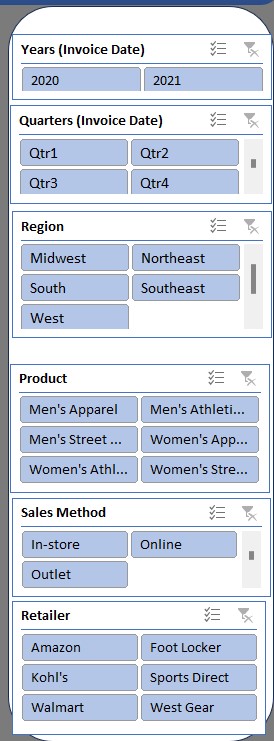 Years (Invoice Date)
2020 2021
Quarters (Invoice Date)
Qtr1 Qtr2
Qtr3 Qtr4
Region
Midwest Northeast
South Southeast
West
Product
Men's Apparel Men's Athleti...
Men's Street ... Women's App...
Women's Athl... Women's Stre...
Sales Method
In-store Online
Outlet
Retailer
Amazon Foot Locker
Kohl's Sports Direct
Walmart West Gear